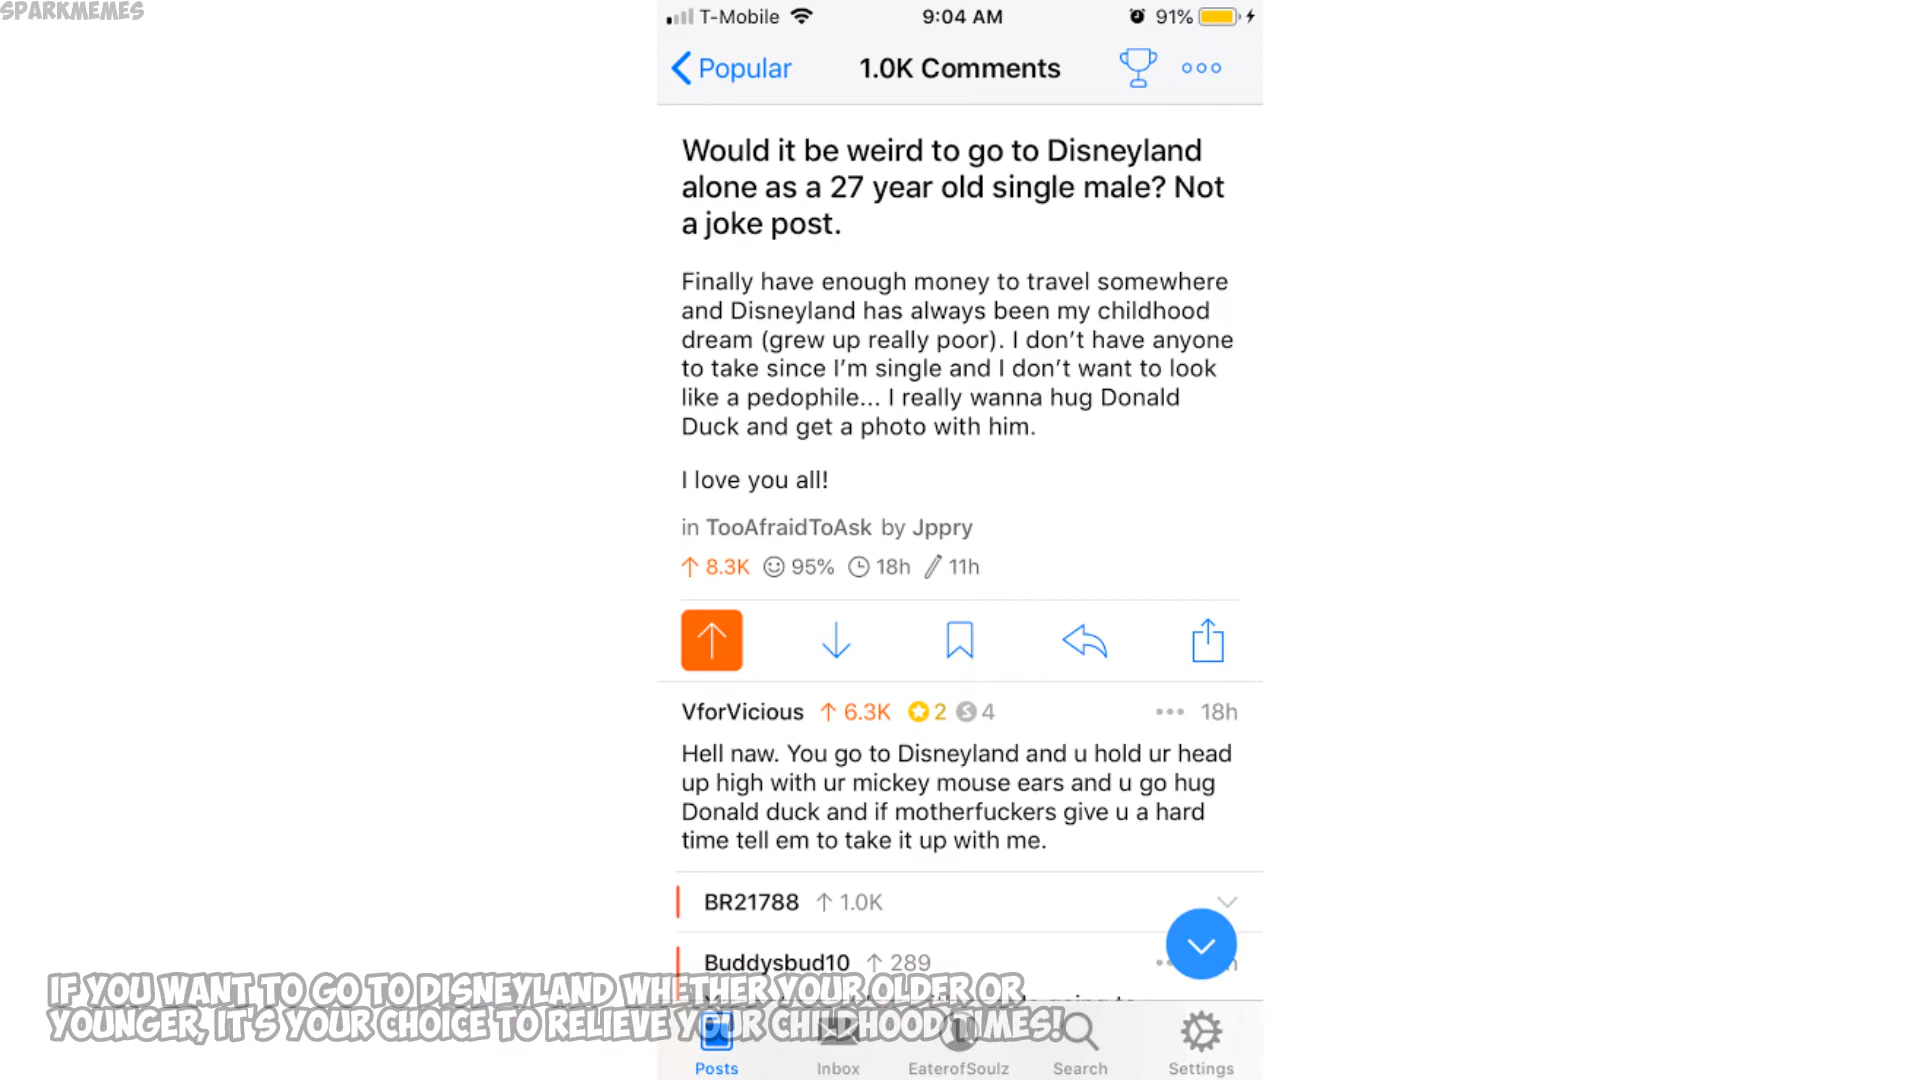 SPARKMEMES
T-Mobile 9:04 AM 91%
Popular 1.0K Comments
Would it be weird to go to Disneyland
alone as a 27 year old single male? Not
a joke post.
Finally have enough money to travel somewhere
and Disneyland has always been my childhood
dream (grew up really poor). I don't have anyone
to take since I'm single and I don't want to look
like a pedophile... I really wanna hug Donald
Duck and get a photo with him.
I love you all!
in TooAfraidToAsk by Jppry
8.3K 95% 18h 11h
VforVicious 6.3K 2 S 4 18h
Hell naw. You go to Disneyland and u hold ur head
up high with ur mickey mouse ears and u go hug
Donald duck and if motherfuckers give u a hard
time tell em to take it up with me.
BR21788 1.0K
Buddysbud10 289
IF YOU WANT TO GO TO DISNEYLAND WHETHER YOUR OLDER OR
YOUNGER, IT'S YOUR CHOICE TO RELIEVE YOUR CHILDHOOD TIMES!
Posts Inbox EaterofSoulz Search Settings